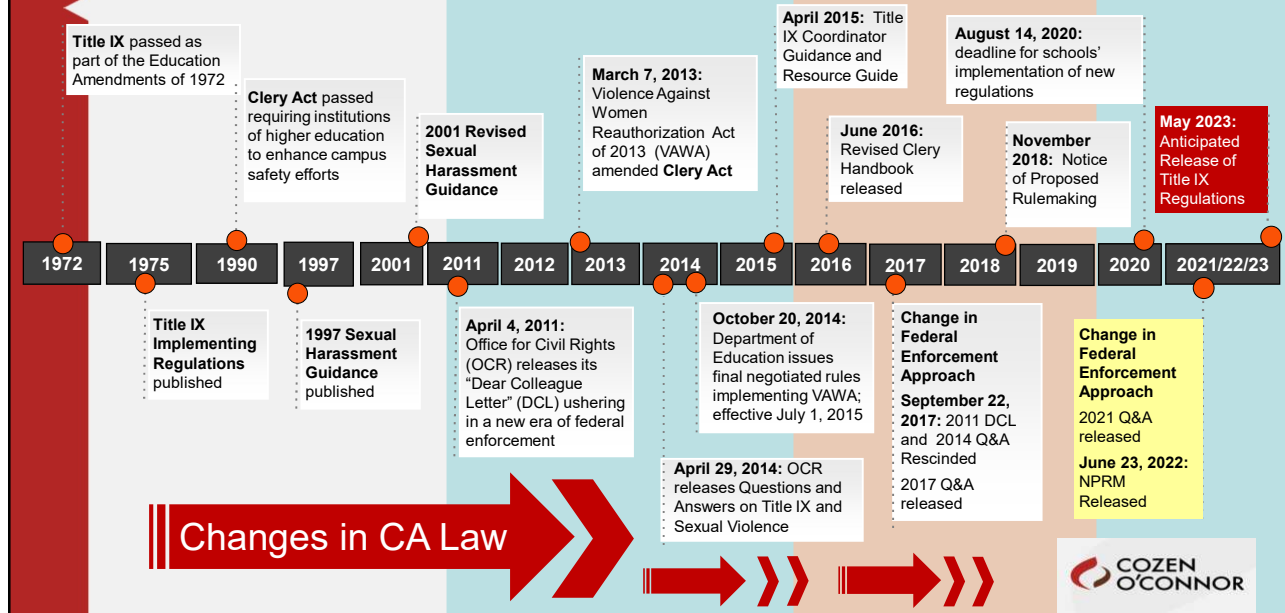 Title IX passed as
part of the Education
Amendments of 1972
Clery Act passed
requiring institutions
of higher education
to enhance campus
safety efforts
2001 Revised
Sexual
Harassment
Guidance
March 7, 2013:
Violence Against
Women
Reauthorization Act
of 2013 (VAWA)
amended Clery Act
April 2015: Title
IX Coordinator
Guidance and
Resource Guide
June 2016:
Revised Clery
Handbook
released
August 14, 2020:
deadline for schools'
implementation of new
regulations
November
2018: Notice
of Proposed
Rulemaking
May 2023:
Anticipated
Release of
Title IX
Regulations
1972
1975
1990
1997
2001
2011
2012
2013
2014
2015
2016
2017
2018
2019
2020
2021/22/23
Title IX
Implementing
Regulations
published
1997 Sexual
Harassment
Guidance
published
April 4, 2011:
Office for Civil Rights
(OCR) releases its
“Dear Colleague
Letter” (DCL) ushering
in a new era of federal
enforcement
April 29, 2014: OCR
releases Questions and
Answers on Title IX and
Sexual Violence
October 20, 2014:
Department of
Education issues
final negotiated rules
implementing VAWA;
effective July 1, 2015
Change in
Federal
Enforcement
Approach
September 22,
2017: 2011 DCL
and 2014 Q&A
Rescinded
2017 Q&A
released
Change in
Federal
Enforcement
Approach
2021 Q&A
released
June 23, 2022:
NPRM
Released
Changes in CA Law
COZEN
O'CONNOR